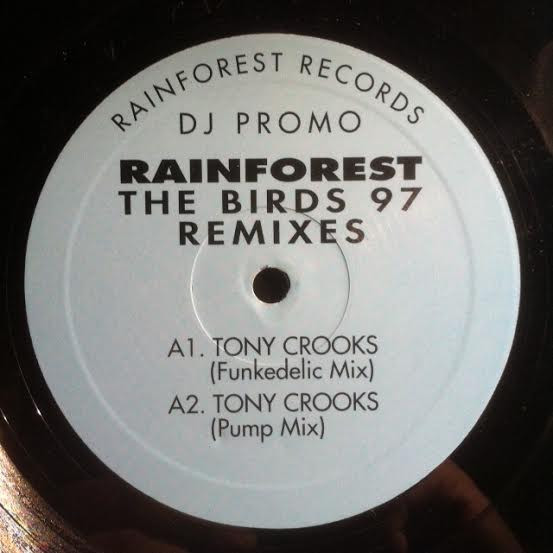 RAINFOREST RECORDS
DJ PROMO
RAINFOREST
THE BIRDS 97
REMIXES
A1. TONY CROOKS
(Funkedelic Mix)
A2. TONY CROOKS
(Pump Mix)